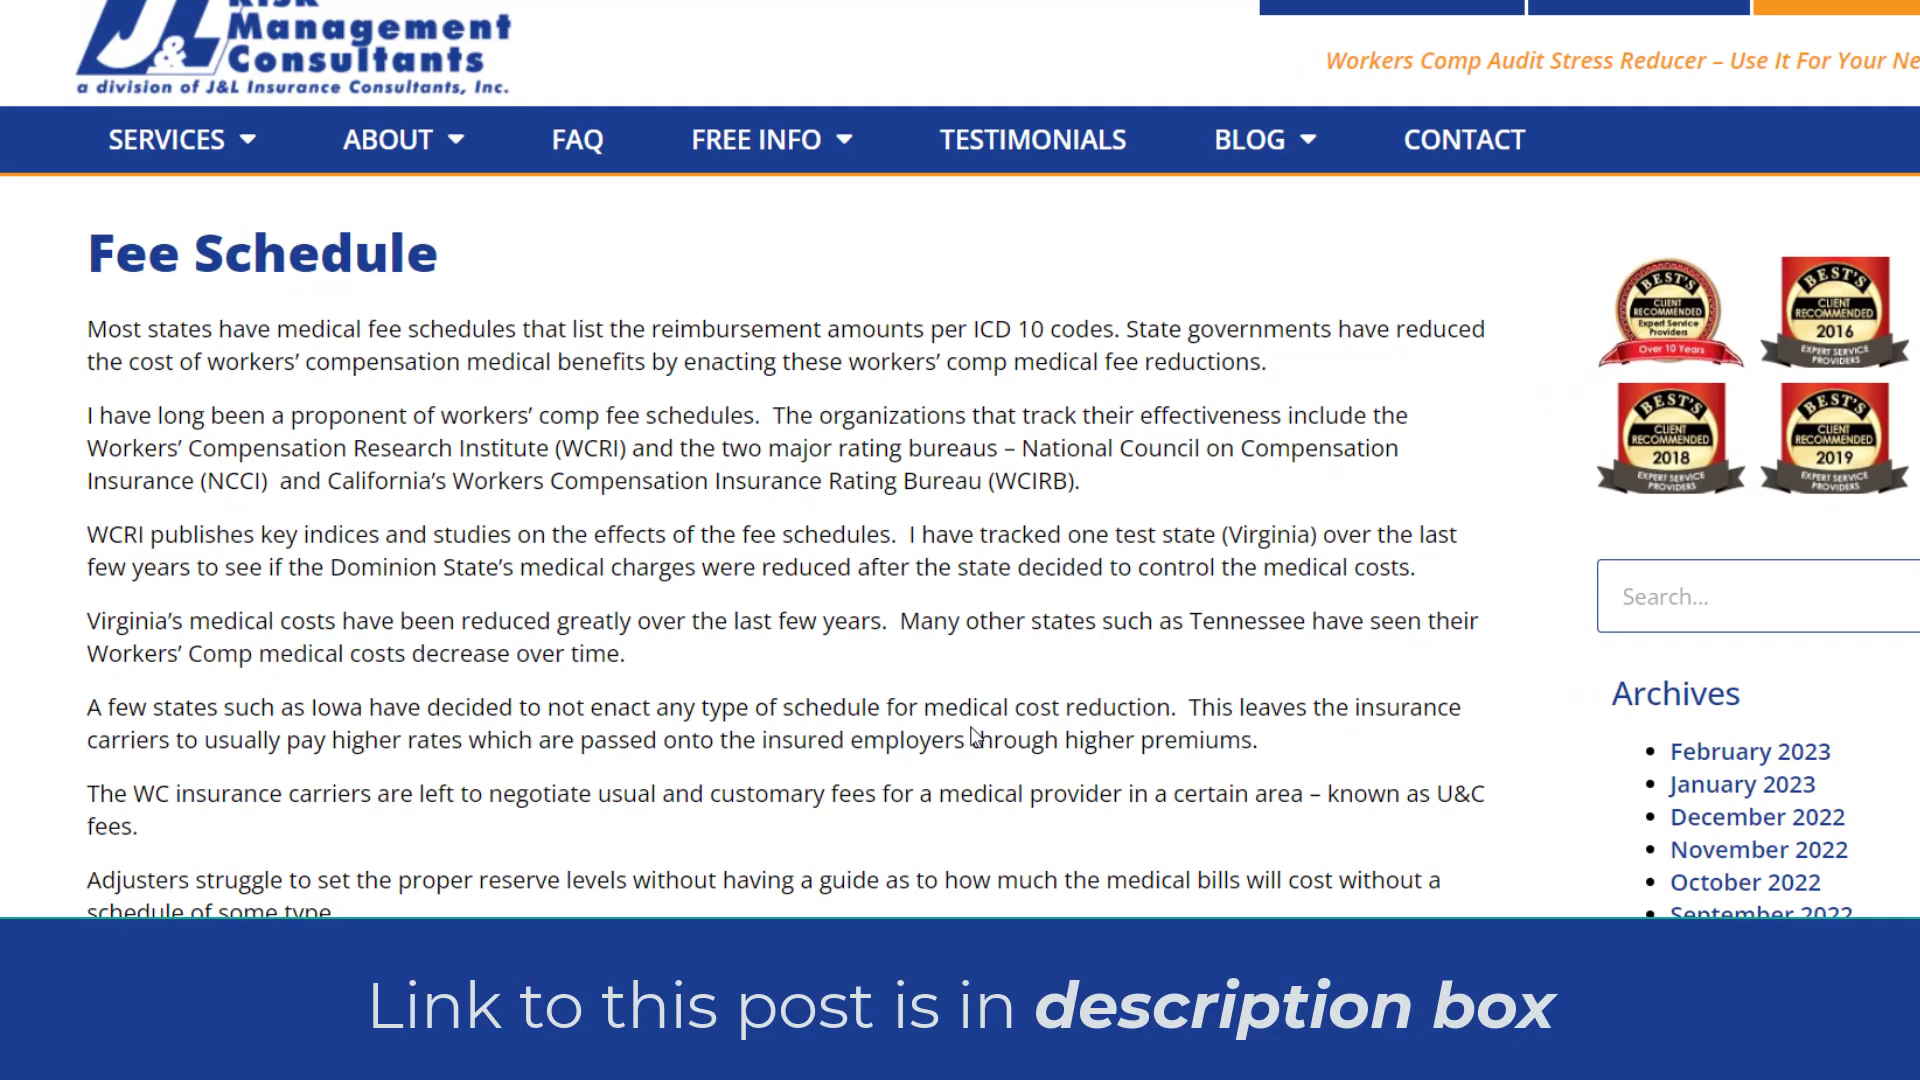 Risk
J&L Management
Consultants
a division of J&L Insurance Consultants, Inc.
Workers Comp Audit Stress Reducer – Use It For Your Ne
SERVICES ABOUT FAQ FREE INFO TESTIMONIALS BLOG CONTACT
Fee Schedule
Most states have medical fee schedules that list the reimbursement amounts per ICD 10 codes. State governments have reduced
the cost of workers’ compensation medical benefits by enacting these workers’ comp medical fee reductions.
I have long been a proponent of workers’ comp fee schedules.  The organizations that track their effectiveness include the
Workers’ Compensation Research Institute (WCRI) and the two major rating bureaus – National Council on Compensation
Insurance (NCCI)  and California’s Workers Compensation Insurance Rating Bureau (WCIRB).
WCRI publishes key indices and studies on the effects of the fee schedules.  I have tracked one test state (Virginia) over the last
few years to see if the Dominion State’s medical charges were reduced after the state decided to control the medical costs.
Virginia’s medical costs have been reduced greatly over the last few years.  Many other states such as Tennessee have seen their
Workers’ Comp medical costs decrease over time.
A few states such as Iowa have decided to not enact any type of schedule for medical cost reduction.  This leaves the insurance
carriers to usually pay higher rates which are passed onto the insured employers through higher premiums.
The WC insurance carriers are left to negotiate usual and customary fees for a medical provider in a certain area – known as U&C
fees.
Adjusters struggle to set the proper reserve levels without having a guide as to how much the medical bills will cost without a
schedule of some type
BEST'S
CLIENT
RECOMMENDED
Expert Service
Providers
Over 10 Years
BEST'S
CLIENT
RECOMMENDED
2016
EXPERT SERVICE
PROVIDERS
BEST'S
CLIENT
RECOMMENDED
2018
EXPERT SERVICE
PROVIDERS
BEST'S
CLIENT
RECOMMENDED
2019
EXPERT SERVICE
PROVIDERS
Search...
Archives
February 2023
January 2023
December 2022
November 2022
October 2022
September 2022
Link to this post is in description box